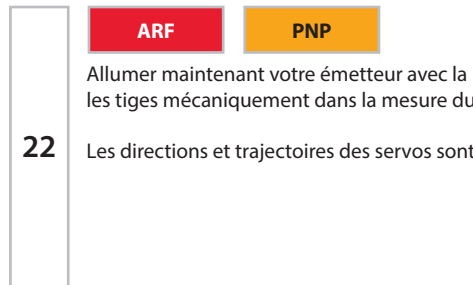 ARF PNP
Allumer maintenant votre émetteur avec la
les tiges mécaniquement dans la mesure du
22
Les directions et trajectoires des servos sont